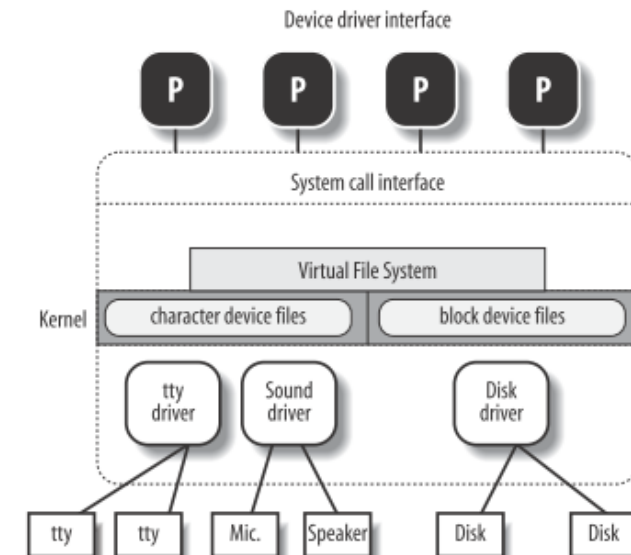 Device driver interface
P P P P
System call interface
Virtual File System
Kernel
character device files block device files
tty driver
Sound driver
Disk driver
tty tty Mic. Speaker Disk Disk